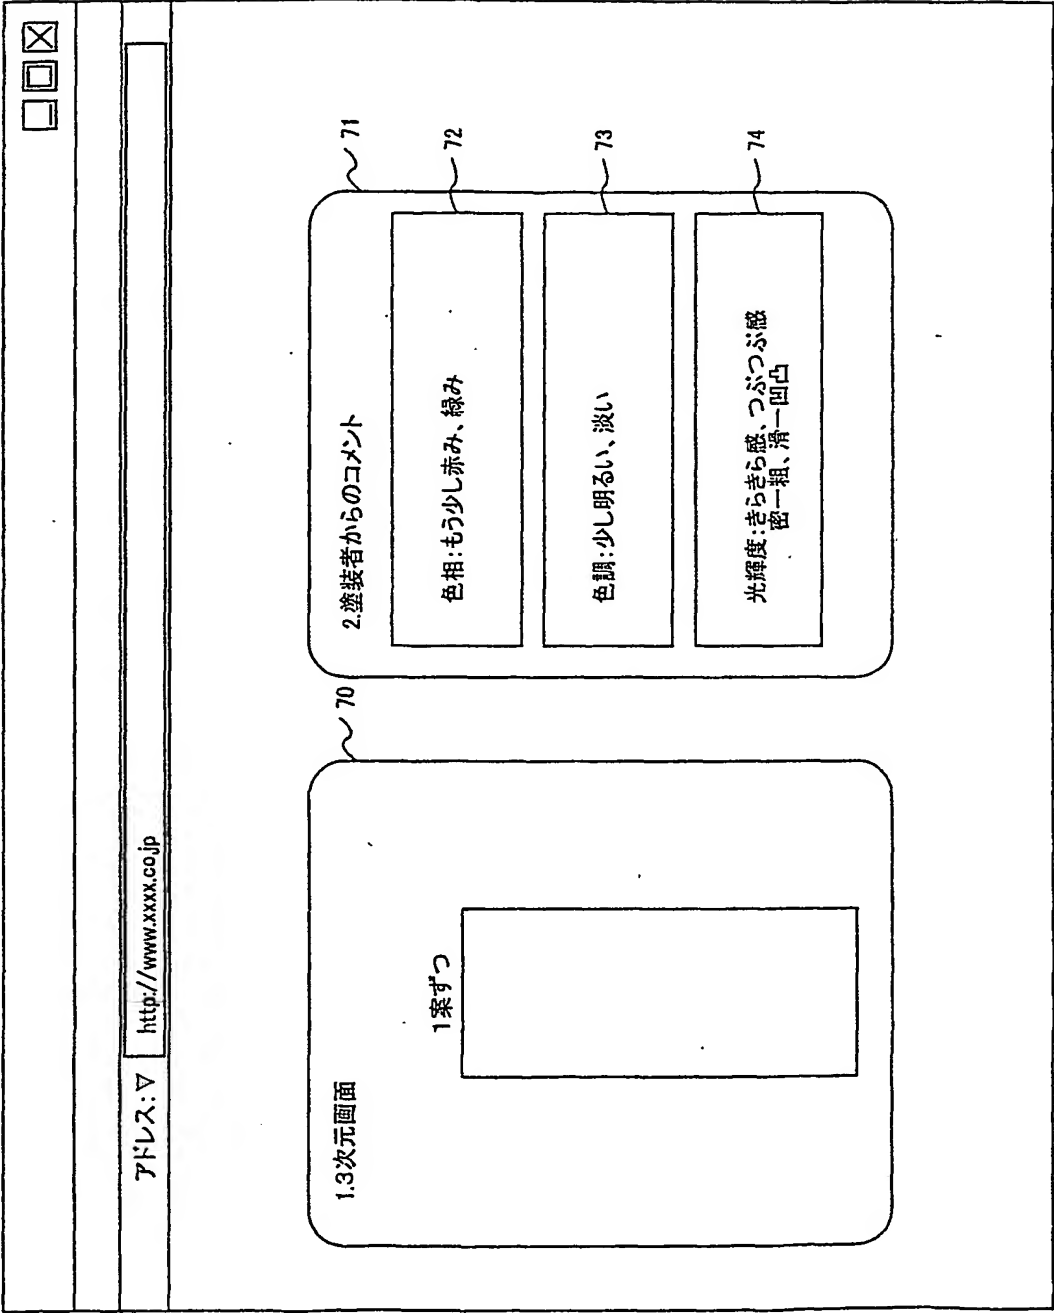 アドレス:▽ http://www.xxxx.co.jp
1.3次元画面
1案ずつ
70
2.塗装者からのコメント
71
色相:もう少し赤み、緑み
72
色調:少し明るい、淡い
73
光輝度:きらきら感、つぶつぶ感
密ー粗、滑ー凹凸
74